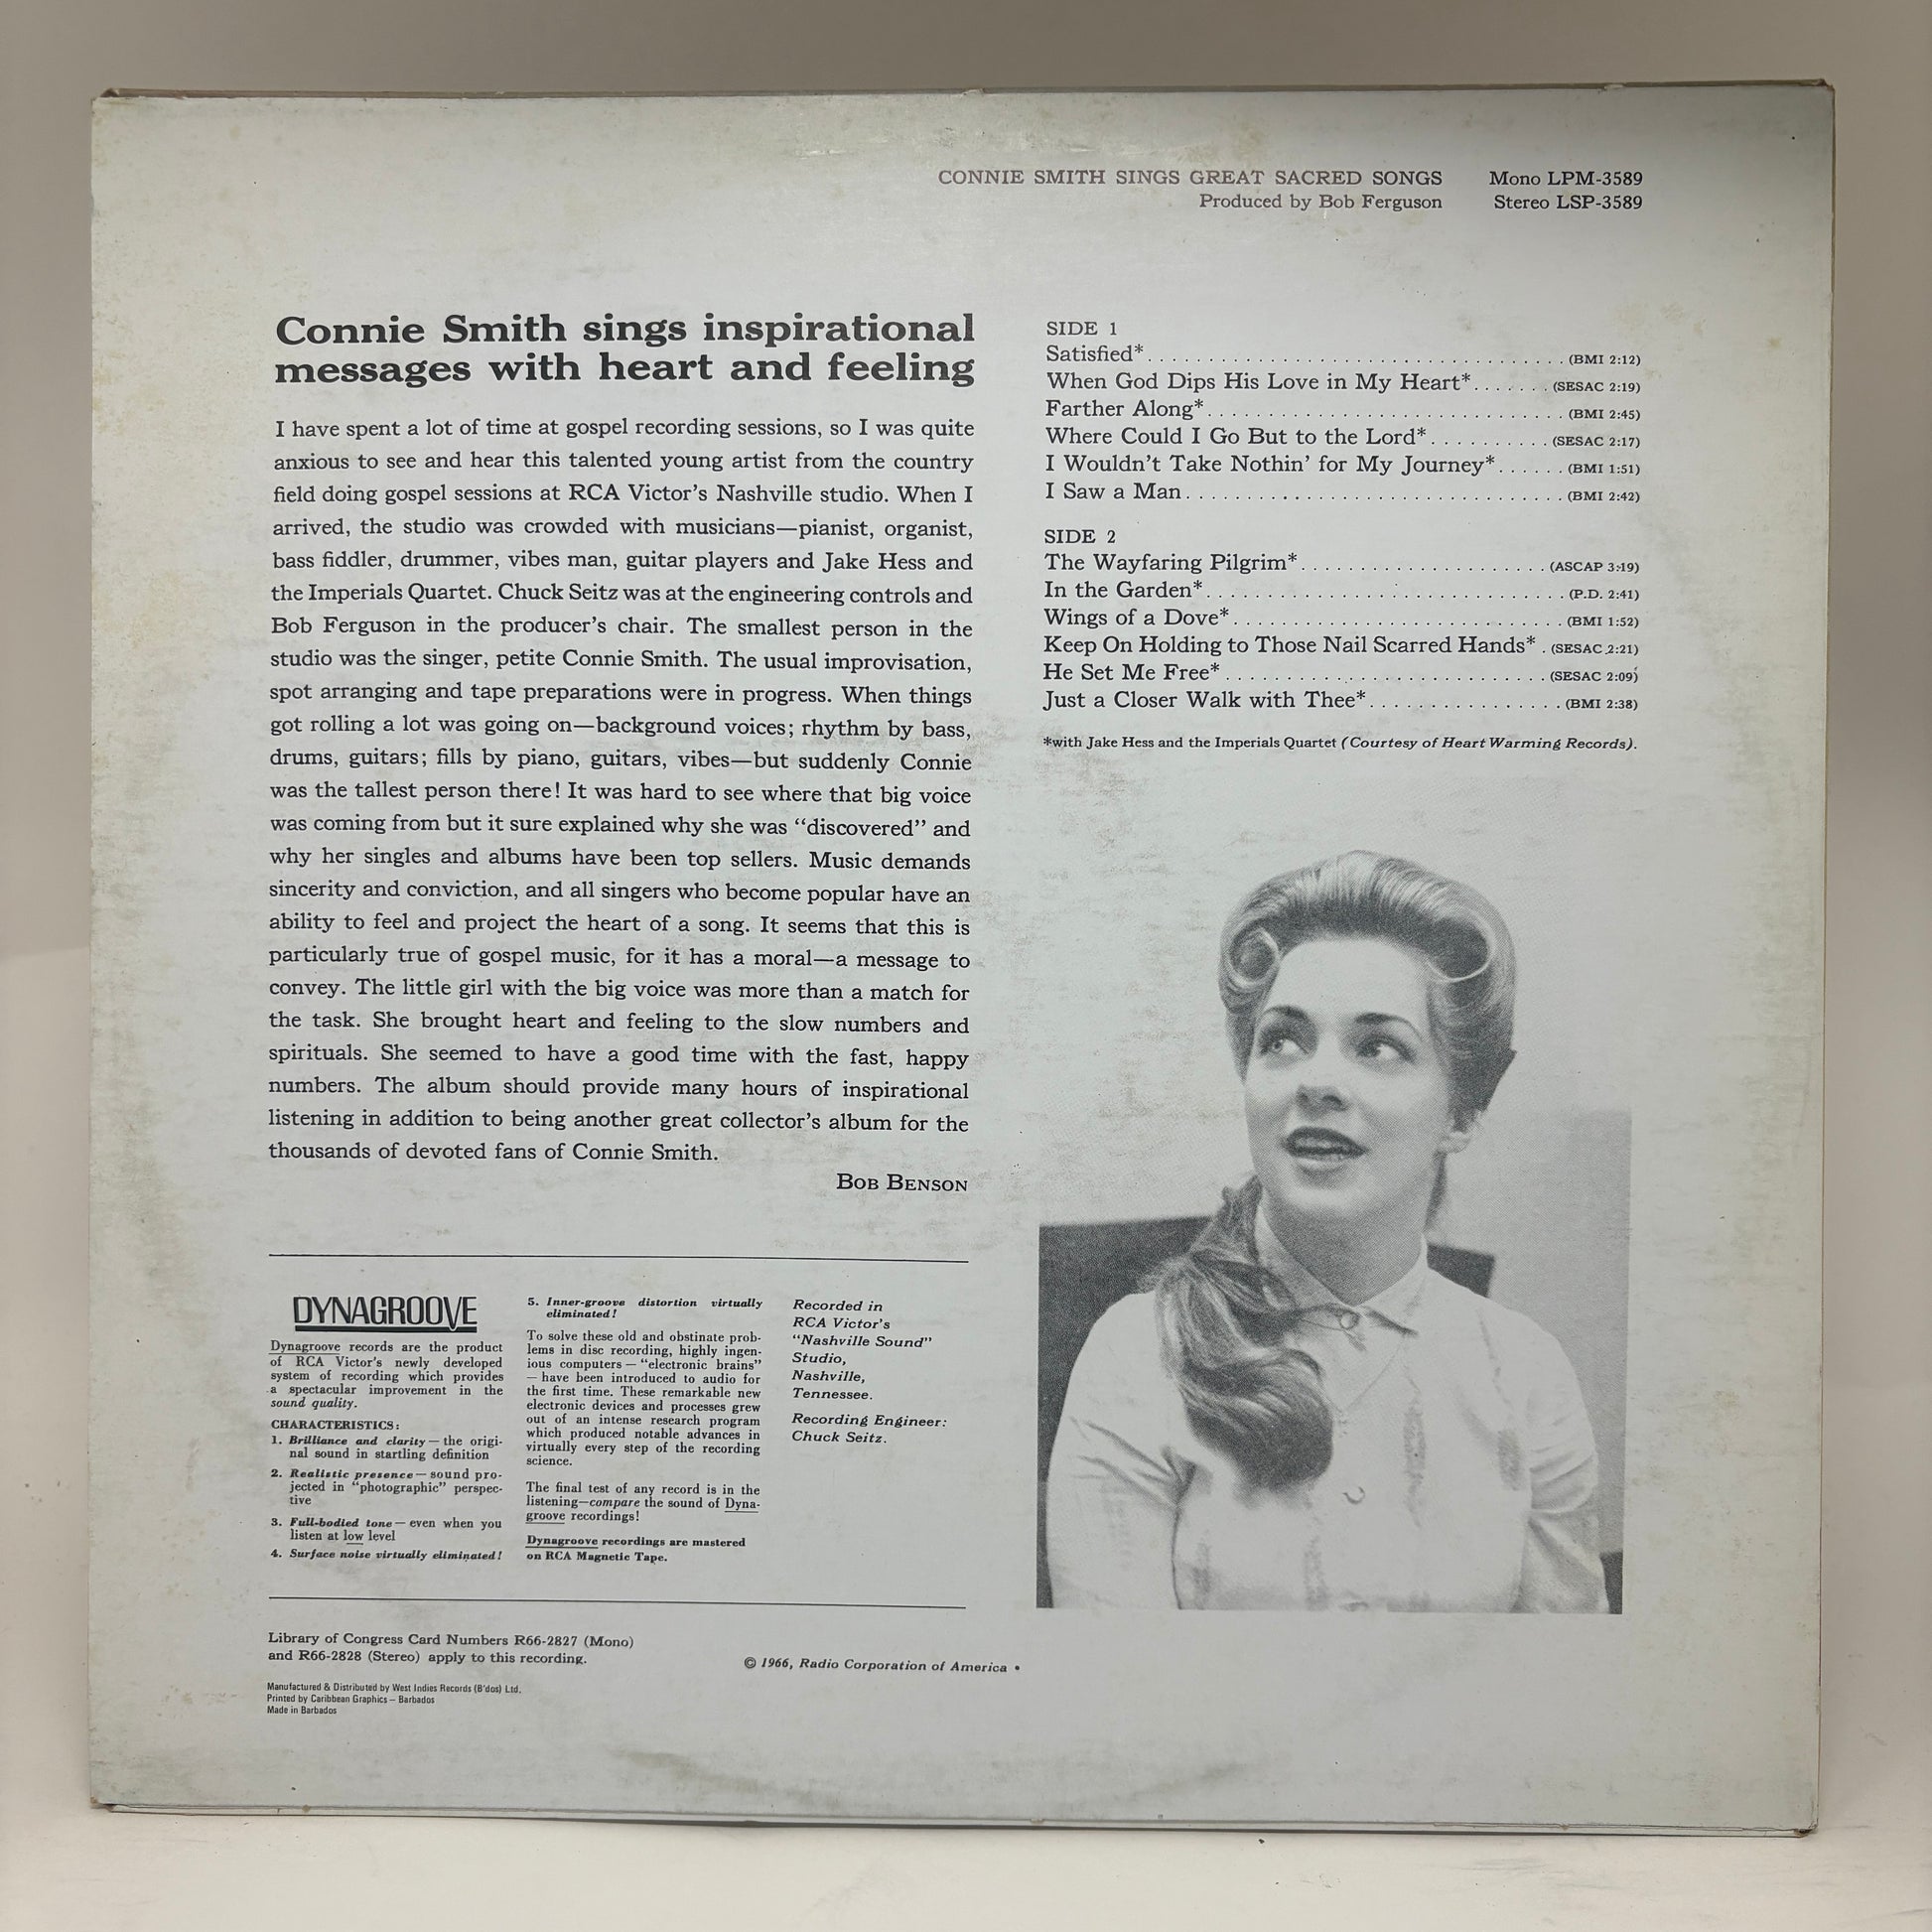 CONNIE SMITH SINGS GREAT SACRED SONGS Mono LPM-3589
Produced by Bob Ferguson Stereo LSP-3589
Connie Smith sings inspirational
messages with heart and feeling
I have spent a lot of time at gospel recording sessions, so I was quite
anxious to see and hear this talented young artist from the country
field doing gospel sessions at RCA Victor's Nashville studio. When I
arrived, the studio was crowded with musicians—pianist, organist,
bass fiddler, drummer, vibes man, guitar players and Jake Hess and
the Imperials Quartet. Chuck Seitz was at the engineering controls and
Bob Ferguson in the producer's chair. The smallest person in the
studio was the singer, petite Connie Smith. The usual improvisation,
spot arranging and tape preparations were in progress. When things
got rolling a lot was going on—background voices; rhythm by bass,
drums, guitars; fills by piano, guitars, vibes—but suddenly Connie
was the tallest person there! It was hard to see where that big voice
was coming from but it sure explained why she was "discovered" and
why her singles and albums have been top sellers. Music demands
sincerity and conviction, and all singers who become popular have an
ability to feel and project the heart of a song. It seems that this is
particularly true of gospel music, for it has a moral—a message to
convey. The little girl with the big voice was more than a match for
the task. She brought heart and feeling to the slow numbers and
spirituals. She seemed to have a good time with the fast, happy
numbers. The album should provide many hours of inspirational
listening in addition to being another great collector's album for the
thousands of devoted fans of Connie Smith.
BOB BENSON
SIDE 1
Satisfied* (BMI 2:12)
When God Dips His Love in My Heart* (SESAC 2:19)
Farther Along* (BMI 2:45)
Where Could I Go But to the Lord* (SESAC 2:17)
I Wouldn't Take Nothin' for My Journey* (BMI 1:51)
I Saw a Man (BMI 2:42)
SIDE 2
The Wayfaring Pilgrim* (ASCAP 3:19)
In the Garden* (P.D. 2:41)
Wings of a Dove* (BMI 1:52)
Keep On Holding to Those Nail Scarred Hands* (SESAC 2:21)
He Set Me Free* (SESAC 2:09)
Just a Closer Walk with Thee* (BMI 2:38)
*with Jake Hess and the Imperials Quartet (Courtesy of Heart Warming Records).
DYNAGROOVE
Dynagroove records are the product
of RCA Victor's newly developed
system of recording which provides
a spectacular improvement in the
sound quality.
CHARACTERISTICS:
1. Brilliance and clarity — the origi-
nal sound in startling definition
2. Realistic presence — sound pro-
jected in "photographic" perspec-
tive
3. Full-bodied tone — even when you
listen at low level
4. Surface noise virtually eliminated!
5. Inner-groove distortion virtually
eliminated!
To solve these old and obstinate prob-
lems in disc recording, highly ingen-
ious computers — "electronic brains"
— have been introduced to audio for
the first time. These remarkable new
electronic devices and processes grew
out of an intense research program
which produced notable advances in
virtually every step of the recording
science.
The final test of any record is in the
listening—compare the sound of Dyna-
groove recordings!
Dynagroove recordings are mastered
on RCA Magnetic Tape.
Recorded in
RCA Victor's
"Nashville Sound"
Studio,
Nashville,
Tennessee.
Recording Engineer:
Chuck Seitz.
Library of Congress Card Numbers R66-2827 (Mono)
and R66-2828 (Stereo) apply to this recording.
© 1966, Radio Corporation of America •
Manufactured & Distributed by West Indies Records (B'dos) Ltd.
Printed by Caribbean Graphics – Barbados
Made in Barbados